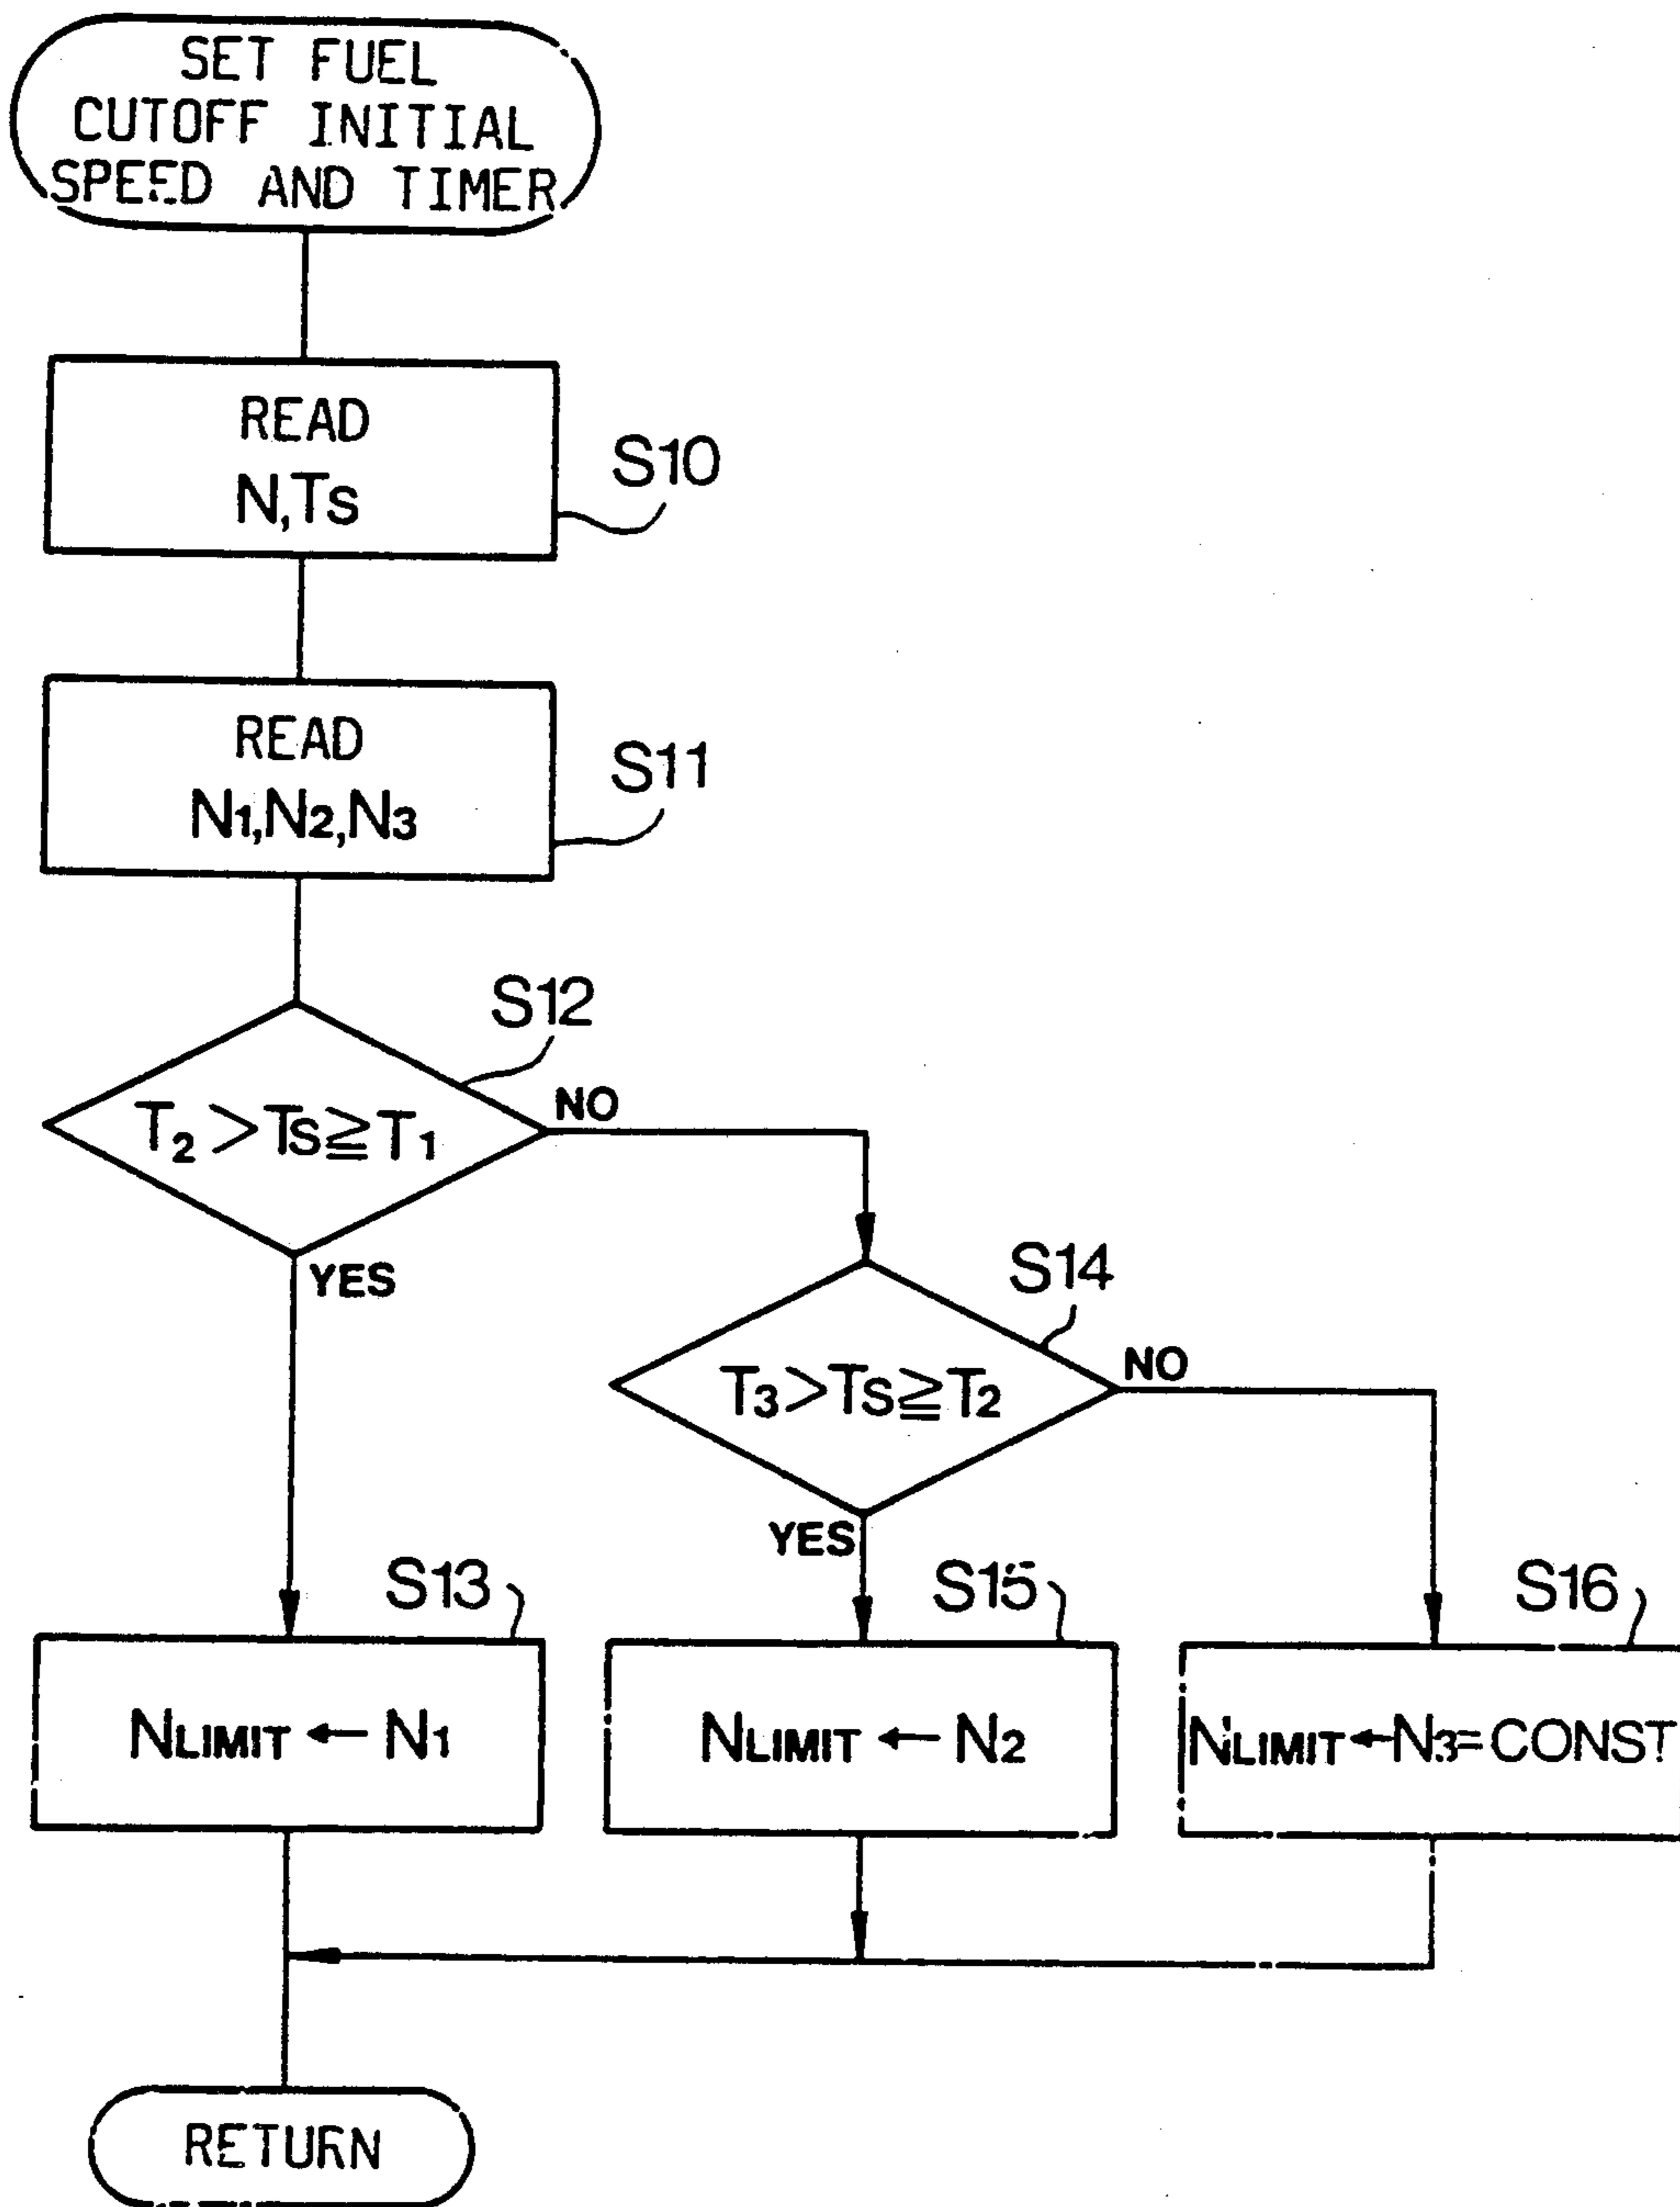 SET FUEL
CUTOFF INITIAL
SPEED AND TIMER
READ
N,Ts
S10
READ
N1,N2,N3
S11
S12
T2 >Ts≧T1
NO
YES
S14
T3>Ts≧T2
NO
YES
S13
NLIMIT ← N1
S15
NLIMIT ← N2
S16
NLIMIT←N3=CONST
RETURN